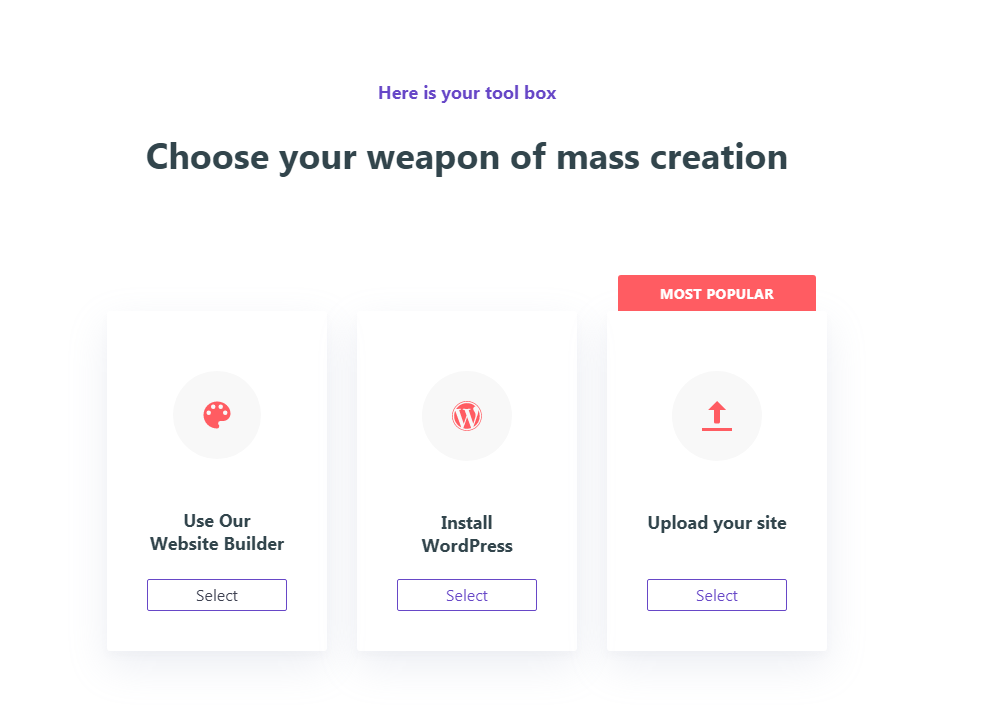 Here is your tool box
Choose your weapon of mass creation
MOST POPULAR
Use Our
Website Builder
Select
Install
WordPress
Select
Upload your site
Select